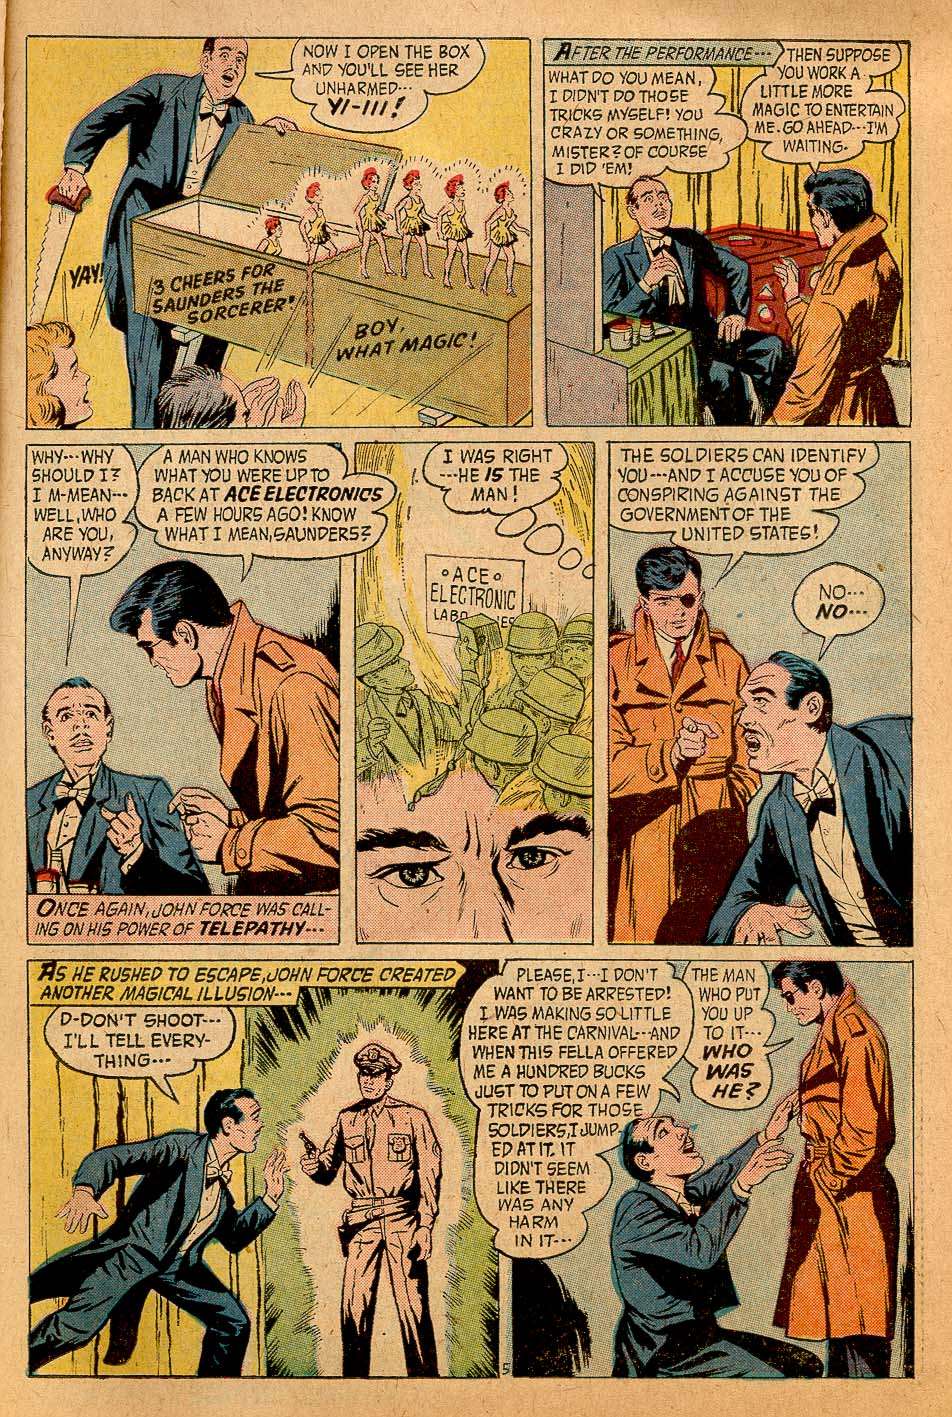 NOW I OPEN THE BOX
AND YOU'LL SEE HER
UNHARMED---
YI-III!
YAY!
3 CHEERS FOR
SAUNDERS THE
SORCERER!
BOY,
WHAT MAGIC!
AFTER THE PERFORMANCE---
WHAT DO YOU MEAN,
I DIDN'T DO THOSE
TRICKS MYSELF! YOU
CRAZY OR SOMETHING,
MISTER? OF COURSE
I DID 'EM!
THEN SUPPOSE
YOU WORK A
LITTLE MORE
MAGIC TO ENTERTAIN
ME. GO AHEAD---I'M
WAITING.
WHY---WHY
SHOULD I?
I M-MEAN---
WELL, WHO
ARE YOU,
ANYWAY?
A MAN WHO KNOWS
WHAT YOU WERE UP TO
BACK AT ACE ELECTRONICS
A FEW HOURS AGO! KNOW
WHAT I MEAN, SAUNDERS?
ONCE AGAIN, JOHN FORCE WAS CALL-
ING ON HIS POWER OF TELEPATHY---
I WAS RIGHT
---HE IS THE
MAN!
ACE
ELECTRONIC
THE SOLDIERS CAN IDENTIFY
YOU---AND I ACCUSE YOU OF
CONSPIRING AGAINST THE
GOVERNMENT OF THE
UNITED STATES!
NO---
NO---
AS HE RUSHED TO ESCAPE, JOHN FORCE CREATED
ANOTHER MAGICAL ILLUSION---
D-DON'T SHOOT---
I'LL TELL EVERY-
THING---
PLEASE, I--I DON'T
WANT TO BE ARRESTED!
I WAS MAKING SO LITTLE
HERE AT THE CARNIVAL---AND
WHEN THIS FELLA OFFERED
ME A HUNDRED BUCKS
JUST TO PUT ON A FEW
TRICKS FOR THOSE
SOLDIERS, I JUMP-
ED AT IT. IT
DIDN'T SEEM
LIKE THERE
WAS ANY
HARM
IN IT---
THE MAN
WHO PUT
YOU UP
TO IT---
WHO
WAS
HE?
5